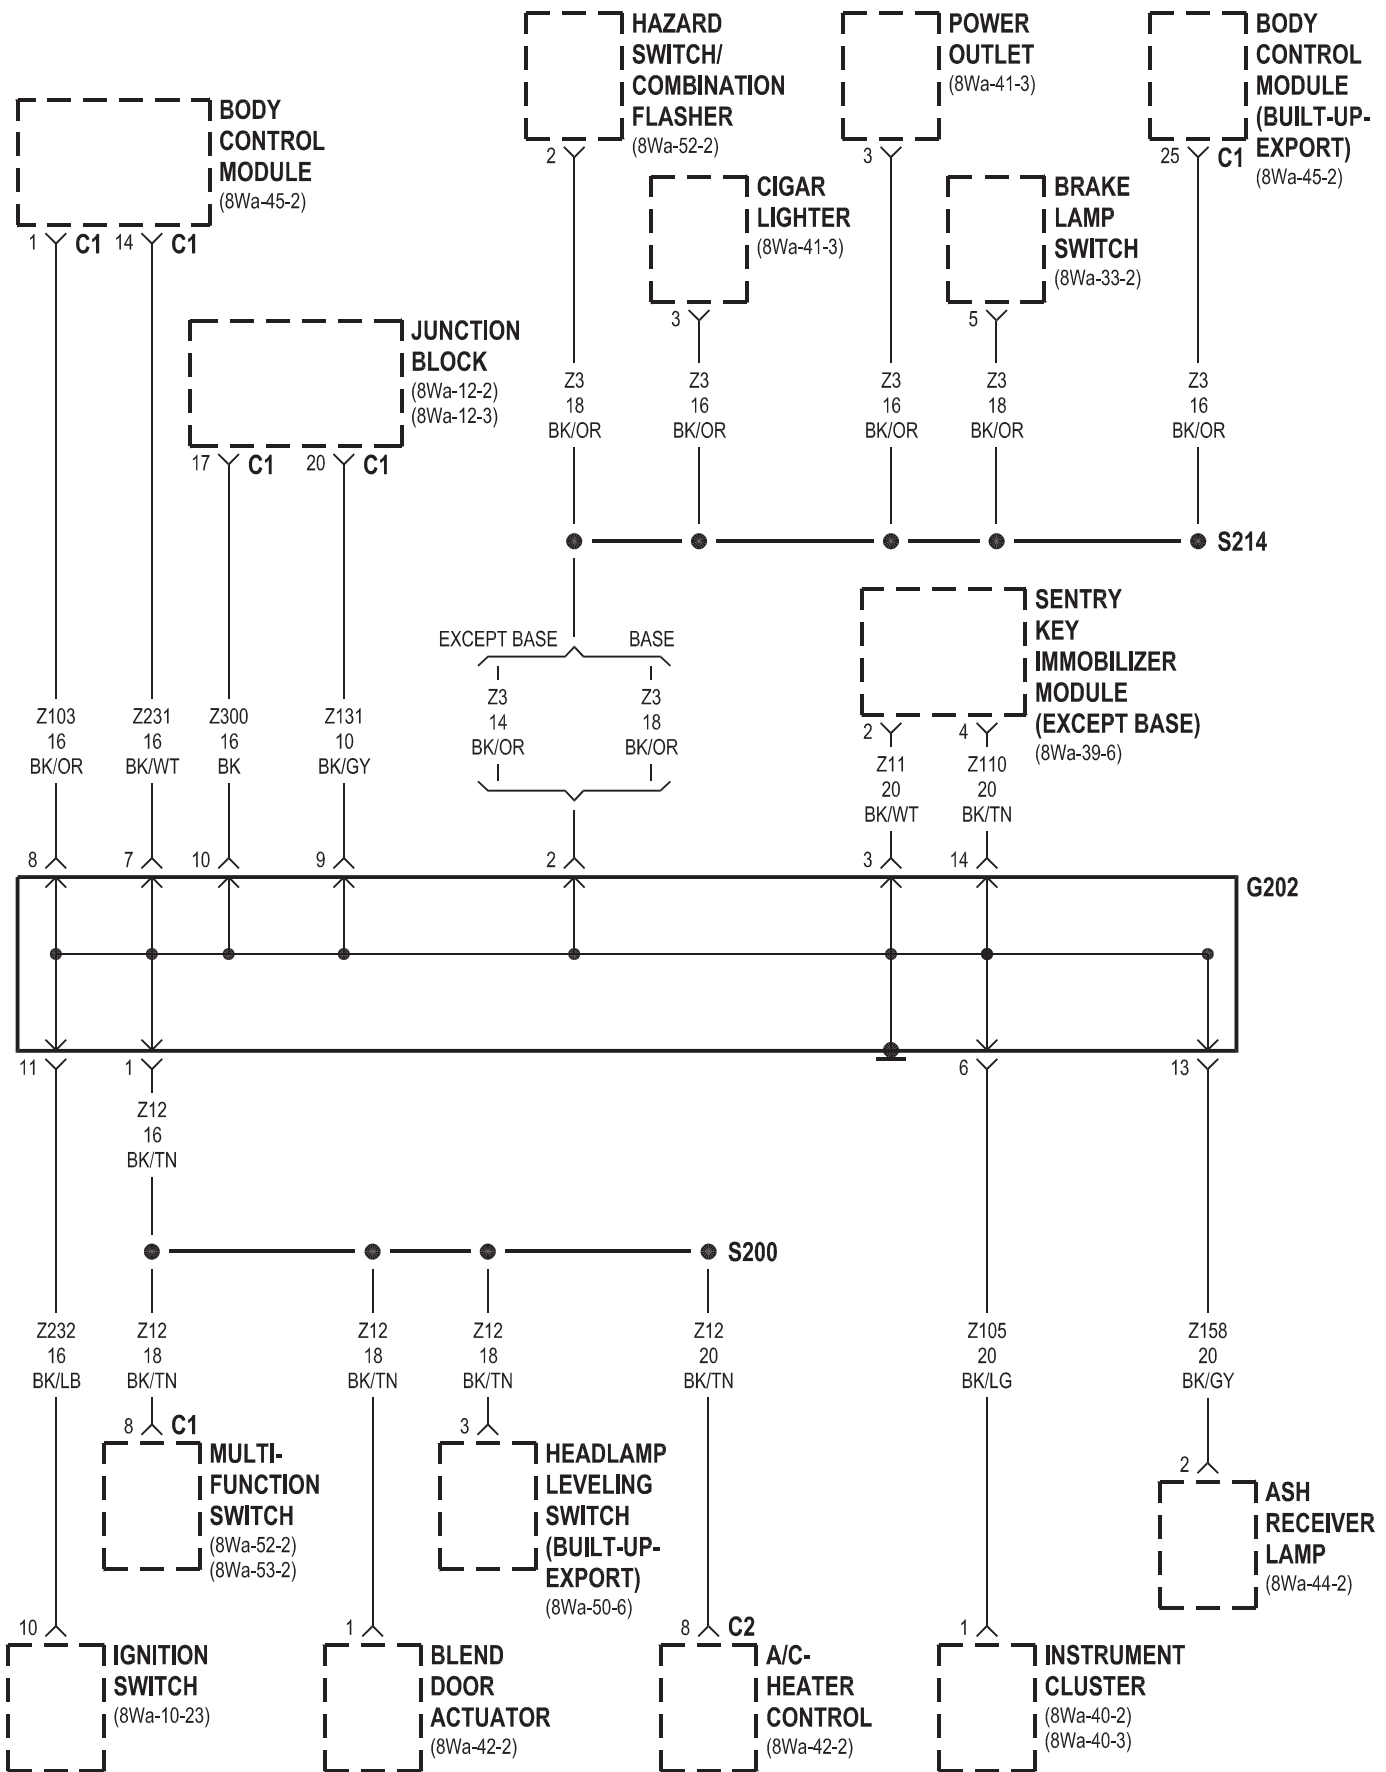 HAZARD
SWITCH/
COMBINATION
FLASHER
(8Wa-52-2)
2
POWER
OUTLET
(8Wa-41-3)
3
BODY
CONTROL
MODULE
(BUILT-UP-
EXPORT)
(8Wa-45-2)
25
C1
BODY
CONTROL
MODULE
(8Wa-45-2)
1
C1
14
C1
CIGAR
LIGHTER
(8Wa-41-3)
3
BRAKE
LAMP
SWITCH
(8Wa-33-2)
5
JUNCTION
BLOCK
(8Wa-12-2)
(8Wa-12-3)
17
C1
20
C1
Z3
18
BK/OR
Z3
16
BK/OR
Z3
16
BK/OR
Z3
18
BK/OR
Z3
16
BK/OR
S214
EXCEPT BASE
BASE
Z3
14
BK/OR
Z3
18
BK/OR
SENTRY
KEY
IMMOBILIZER
MODULE
(EXCEPT BASE)
(8Wa-39-6)
2
4
Z103
16
BK/OR
Z231
16
BK/WT
Z300
16
BK
Z131
10
BK/GY
Z11
20
BK/WT
Z110
20
BK/TN
8
7
10
9
2
3
14
G202
11
1
6
13
Z12
16
BK/TN
S200
Z232
16
BK/LB
Z12
18
BK/TN
Z12
18
BK/TN
Z12
18
BK/TN
Z12
20
BK/TN
Z105
20
BK/LG
Z158
20
BK/GY
8
C1
MULTI-
FUNCTION
SWITCH
(8Wa-52-2)
(8Wa-53-2)
3
HEADLAMP
LEVELING
SWITCH
(BUILT-UP-
EXPORT)
(8Wa-50-6)
2
ASH
RECEIVER
LAMP
(8Wa-44-2)
10
IGNITION
SWITCH
(8Wa-10-23)
1
BLEND
DOOR
ACTUATOR
(8Wa-42-2)
8
C2
A/C-
HEATER
CONTROL
(8Wa-42-2)
1
INSTRUMENT
CLUSTER
(8Wa-40-2)
(8Wa-40-3)